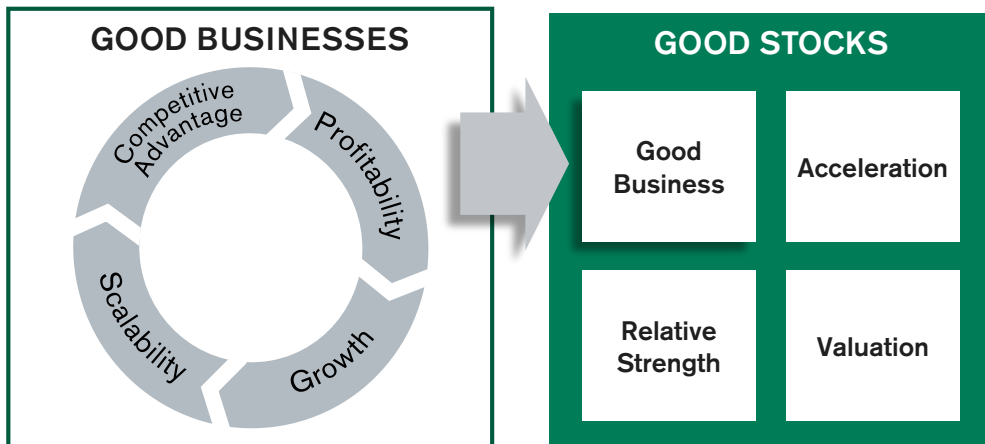 GOOD BUSINESSES
Competitive
Advantage
Profitability
Growth
Scalability
GOOD STOCKS
Good
Business
Acceleration
Relative
Strength
Valuation